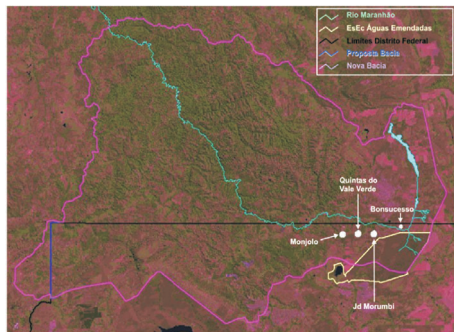 Rio Maranhão
EsEc Águas Emendadas
Limites Distrito Federal
Proposta Bacia
Nova Bacia
Quintas do
Vale Verde
Bonsucesso
Monjolo
Jd Morumbi